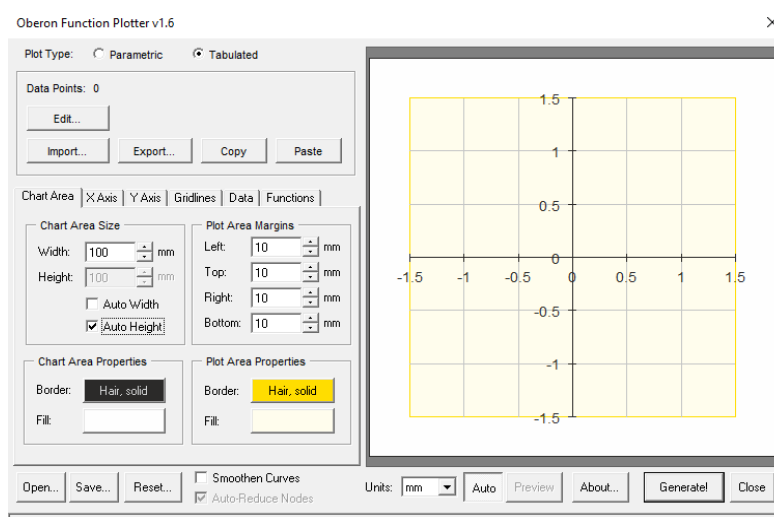 Oberon Function Plotter v1.6
Plot Type: Parametric Tabulated
Data Points: 0
Edit...
Import... Export... Copy Paste
Chart Area X Axis Y Axis Gridlines Data Functions
Chart Area Size
Width: 100 mm
Height: 100 mm
Auto Width
Auto Height
Plot Area Margins
Left: 10 mm
Top: 10 mm
Right: 10 mm
Bottom: 10 mm
Chart Area Properties
Border: Hair, solid
Fill:
Plot Area Properties
Border: Hair, solid
Fill:
1.5
1
0.5
0
-1.5 -1 -0.5 0 0.5 1 1.5
-0.5
-1
-1.5
Open... Save... Reset...
Smoothen Curves
Auto-Reduce Nodes
Units: mm Auto Preview About... Generate! Close